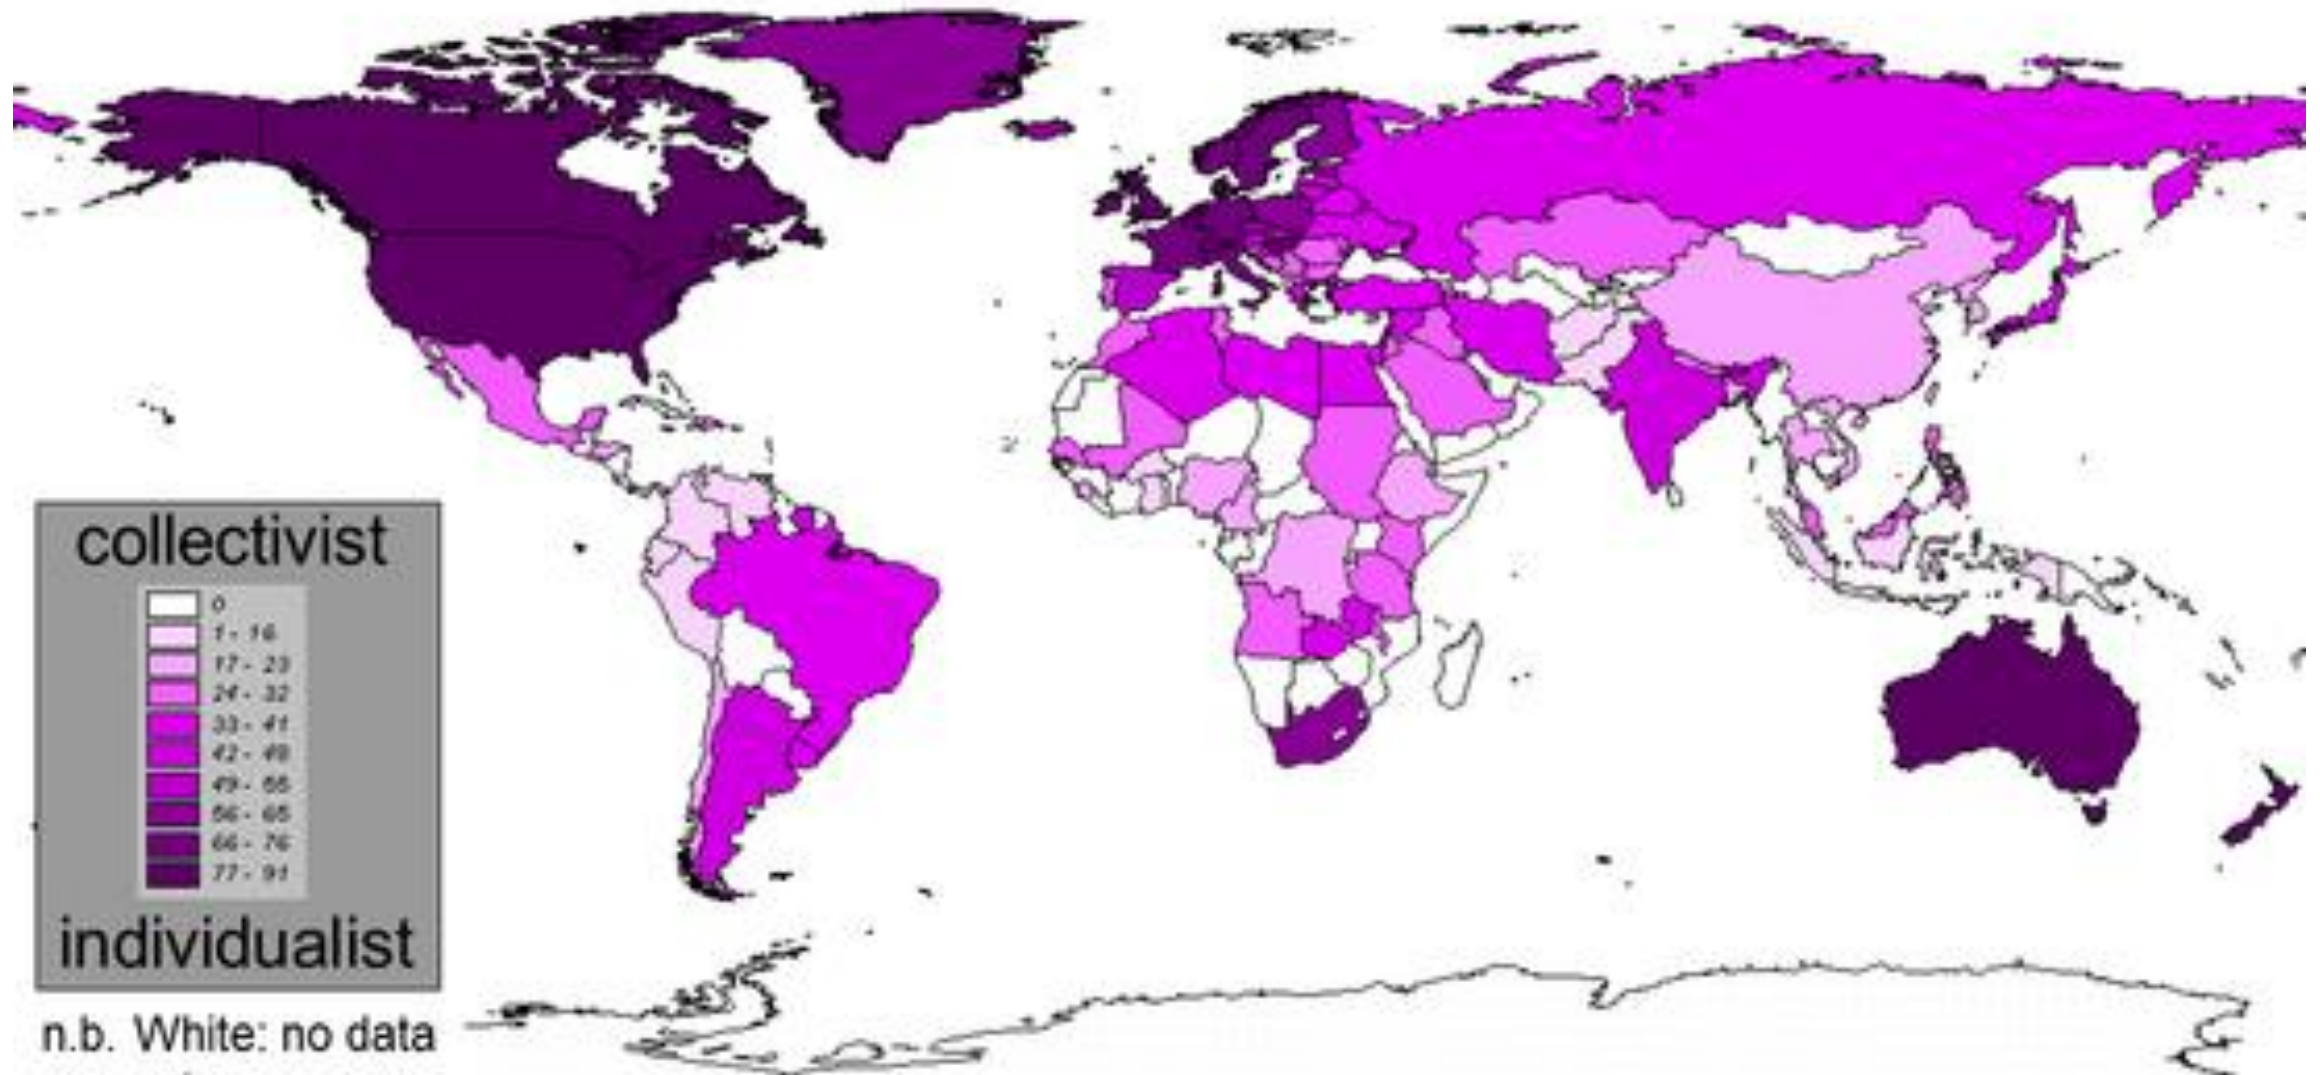 collectivist
0
1 - 16
17 - 23
24 - 32
33 - 41
42 - 48
49 - 55
56 - 65
66 - 76
77 - 91
individualist
n.b. White: no data